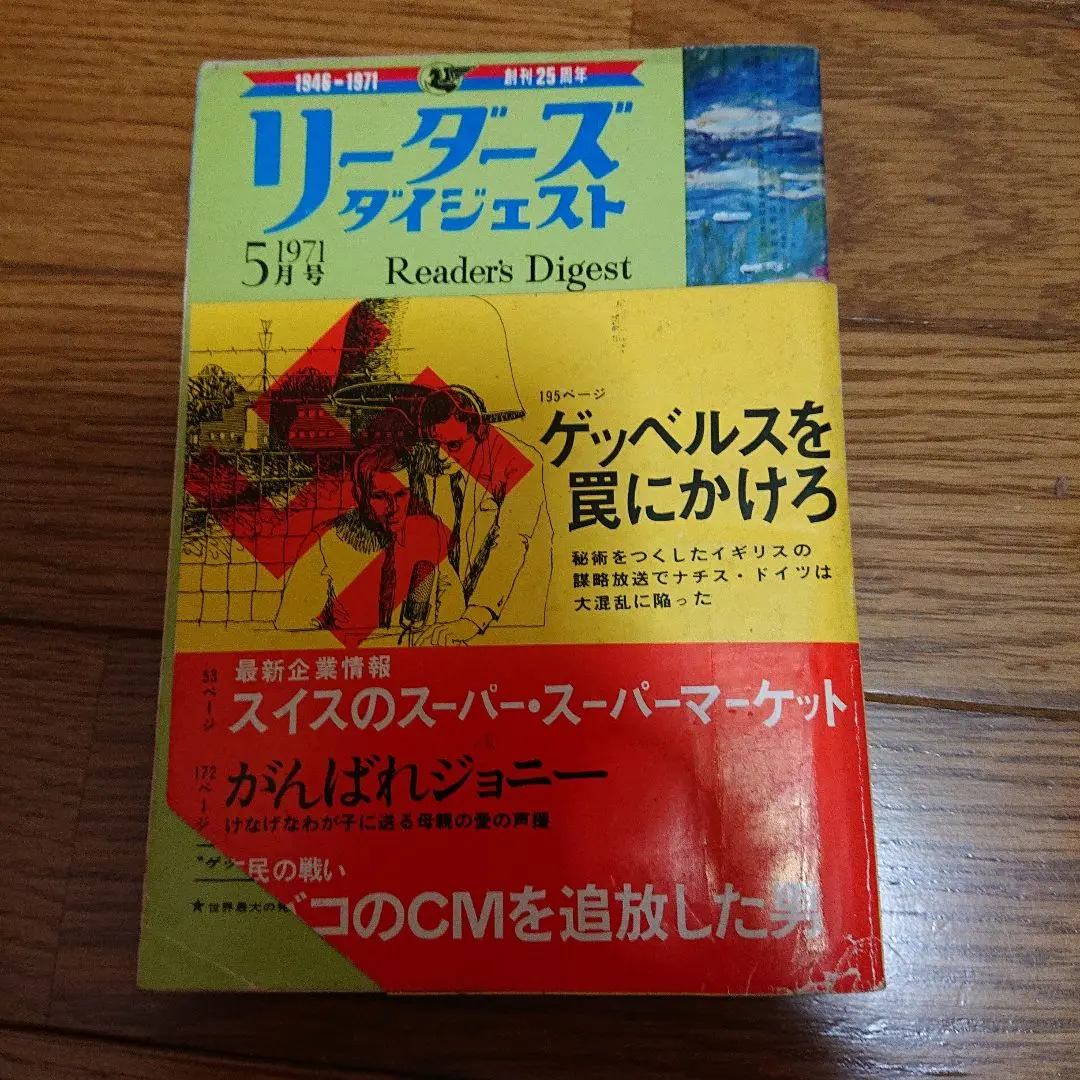 1946-1971 創刊25周年
リーダーズ
ダイジェスト
1971
5月号
Reader's Digest
195ページ
ゲッベルスを
罠にかけろ
秘術をつくしたイギリスの
謀略放送でナチス・ドイツは
大混乱に陥った
53ページ
最新企業情報
スイスのスーパー・スーパーマーケット
172ページ
がんばれジョニー
けなげなわが子に送る母親の愛の声援
"ゲッ
民の戦い
コのCMを追放した男
★世界最大の